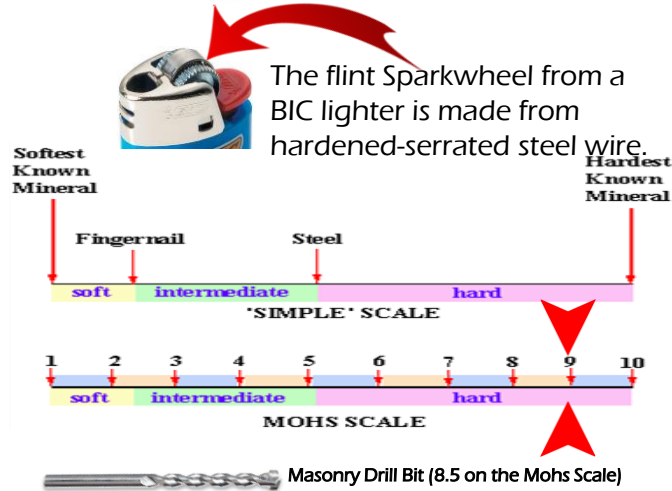 The flint Sparkwheel from a
BIC lighter is made from
hardened-serrated steel wire.
Softest
Known
Mineral
Hardest
Known
Mineral
Fingernail
Steel
soft intermediate hard
'SIMPLE' SCALE
1 2 3 4 5 6 7 8 9 10
soft intermediate hard
MOHS SCALE
Masonry Drill Bit (8.5 on the Mohs Scale)